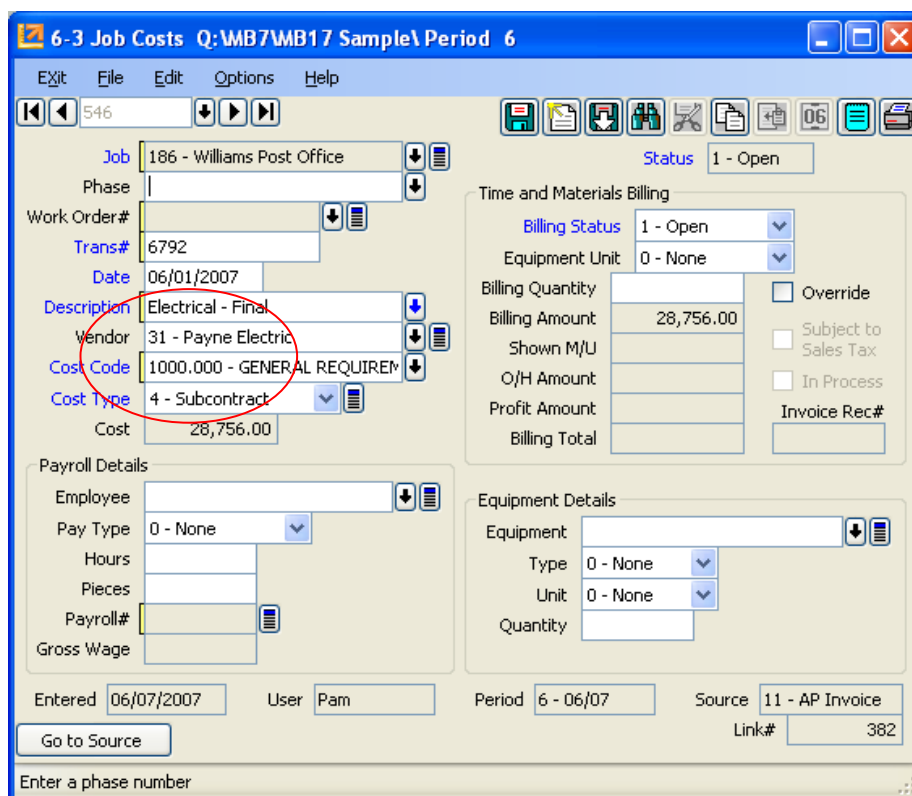 6-3 Job Costs Q:\MB7\MB17 Sample\ Period 6
EXit File Edit Options Help
546
06
Job 186 - Williams Post Office
Status 1 - Open
Phase
Work Order#
Trans# 6792
Date 06/01/2007
Description Electrical - Final
Vendor 31 - Payne Electric
Cost Code 1000.000 - GENERAL REQUIREM
Cost Type 4 - Subcontract
Cost 28,756.00
Time and Materials Billing
Billing Status 1 - Open
Equipment Unit 0 - None
Billing Quantity
Override
Billing Amount 28,756.00
Subject to
Sales Tax
Shown M/U
O/H Amount
In Process
Profit Amount
Invoice Rec#
Billing Total
Payroll Details
Employee
Pay Type 0 - None
Hours
Pieces
Payroll#
Gross Wage
Equipment Details
Equipment
Type 0 - None
Unit 0 - None
Quantity
Entered 06/07/2007 User Pam Period 6 - 06/07 Source 11 - AP Invoice
Go to Source
Link# 382
Enter a phase number